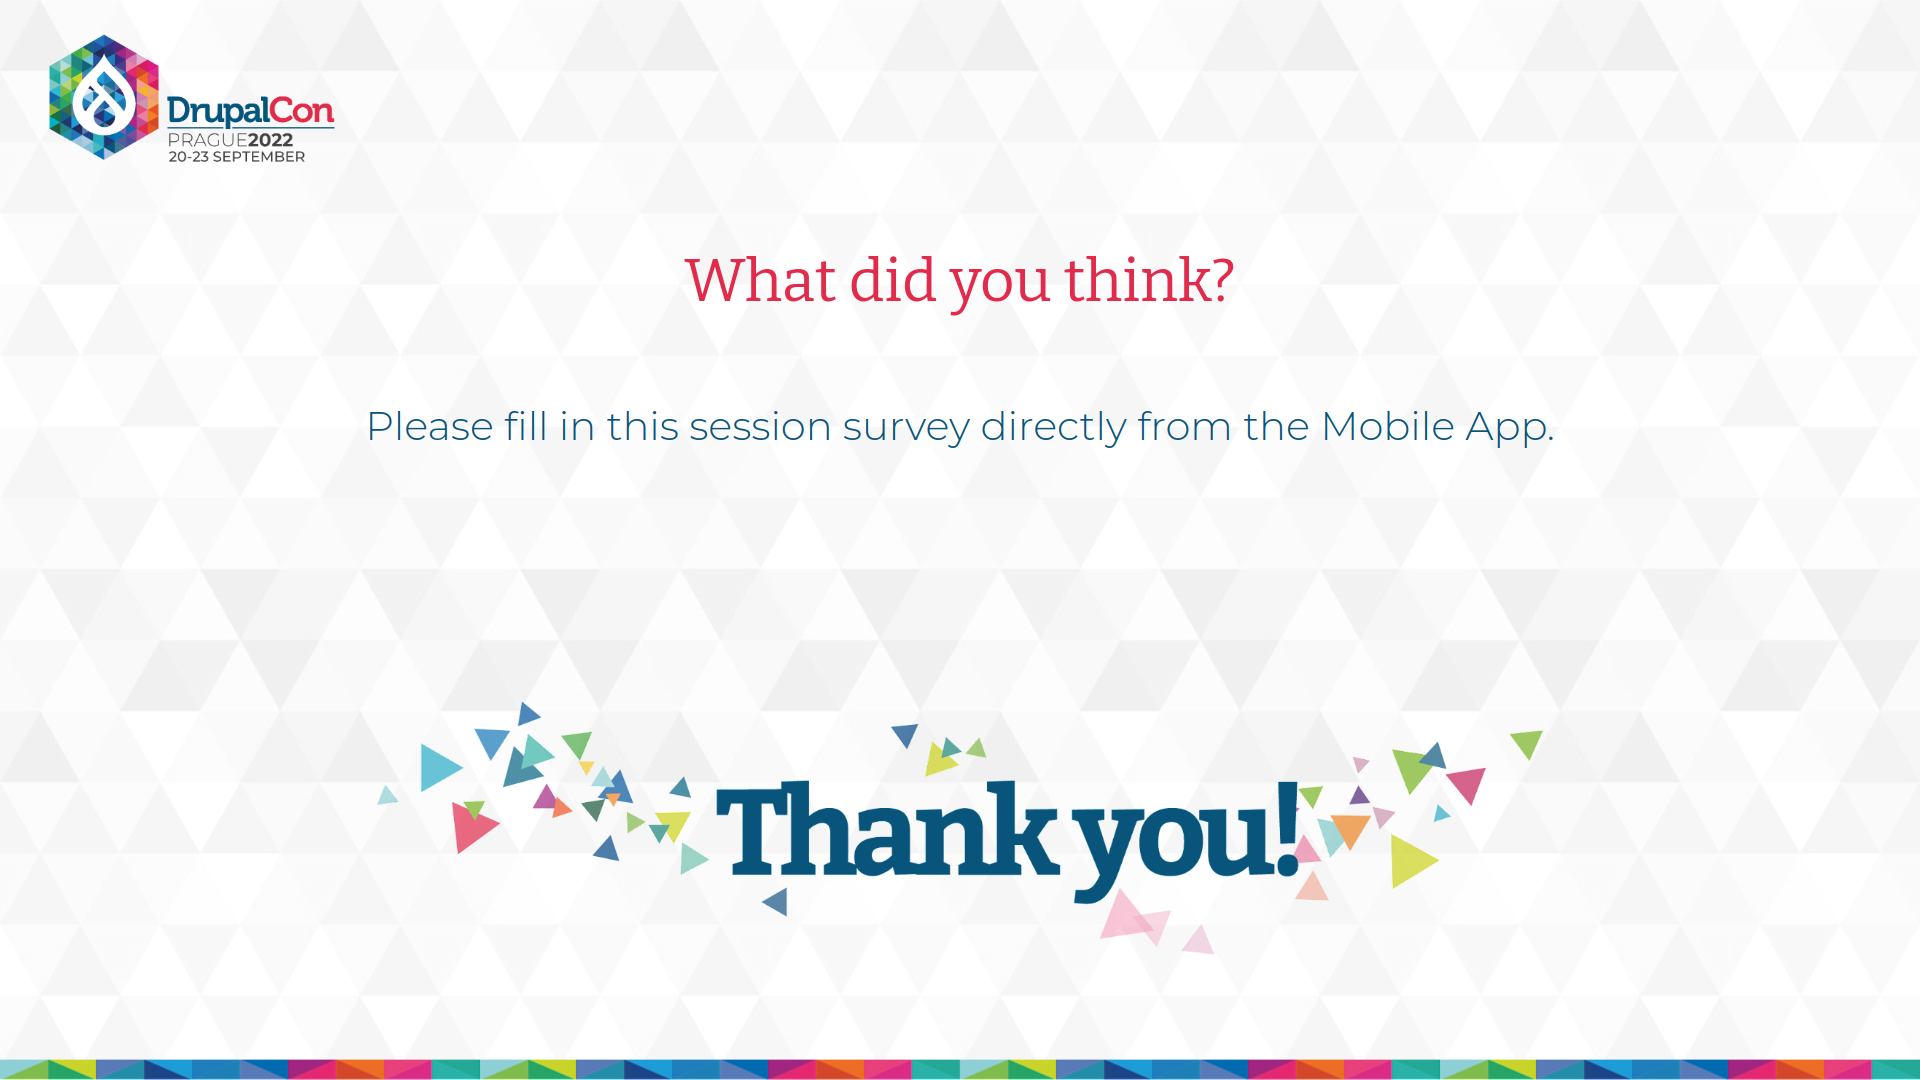 DrupalCon
PRAGUE2022
20-23 SEPTEMBER
What did you think?
Please fill in this session survey directly from the Mobile App.
Thank you!